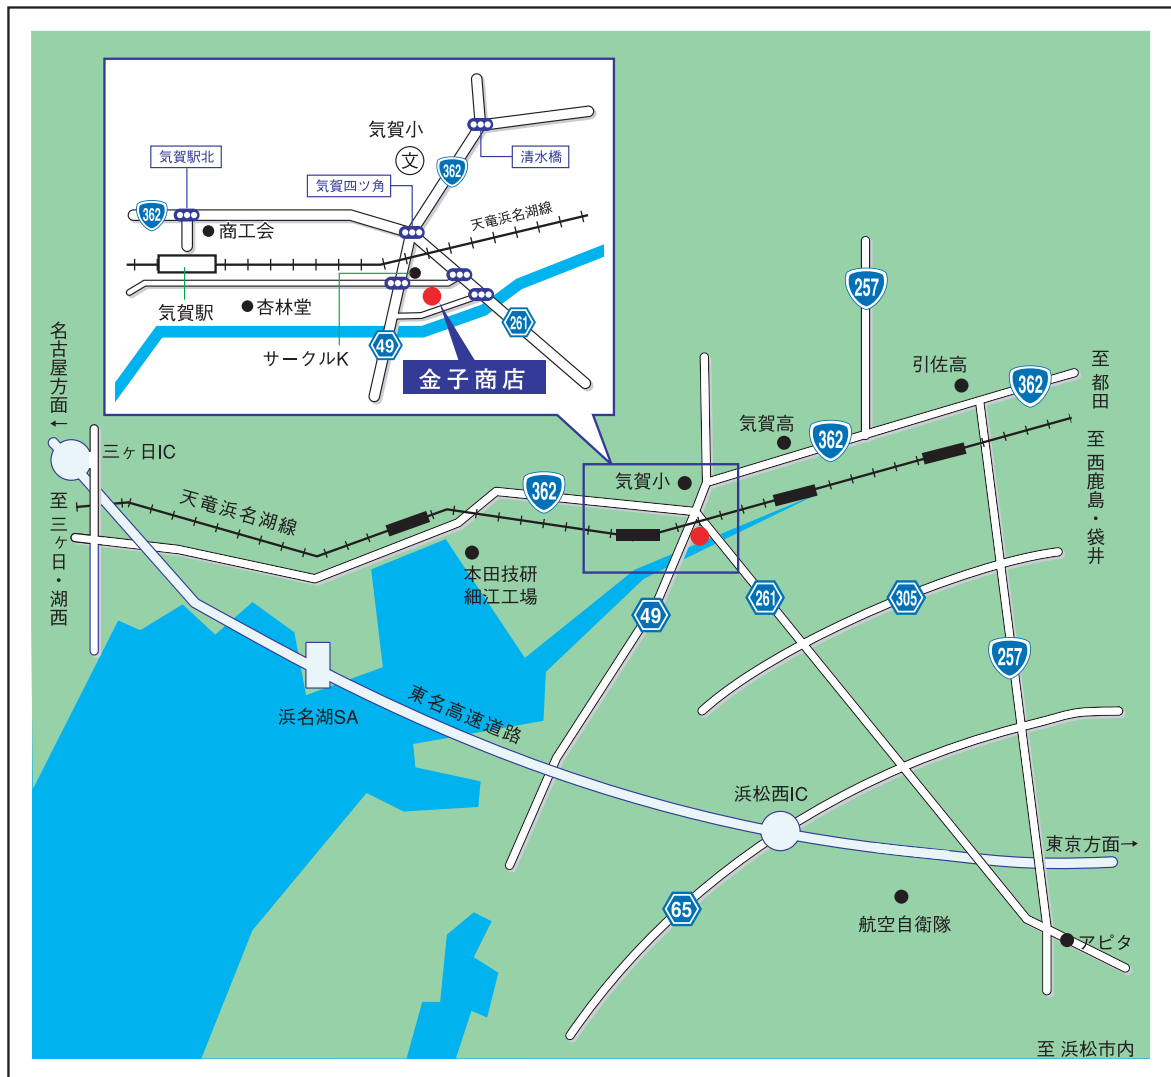 気賀小
文
362
清水橋
気賀駅北
気賀四ツ角
362
商工会
天竜浜名湖線
気賀駅
杏林堂
サークルK
49
261
金子商店
名古屋方面←
三ヶ日IC
至三ヶ日・湖西
天竜浜名湖線
362
気賀小
気賀高
362
257
引佐高
362
至都田
至西鹿島・袋井
本田技研
細江工場
49
261
305
257
浜名湖SA
東名高速道路
浜松西IC
東京方面→
65
航空自衛隊
アピタ
至 浜松市内